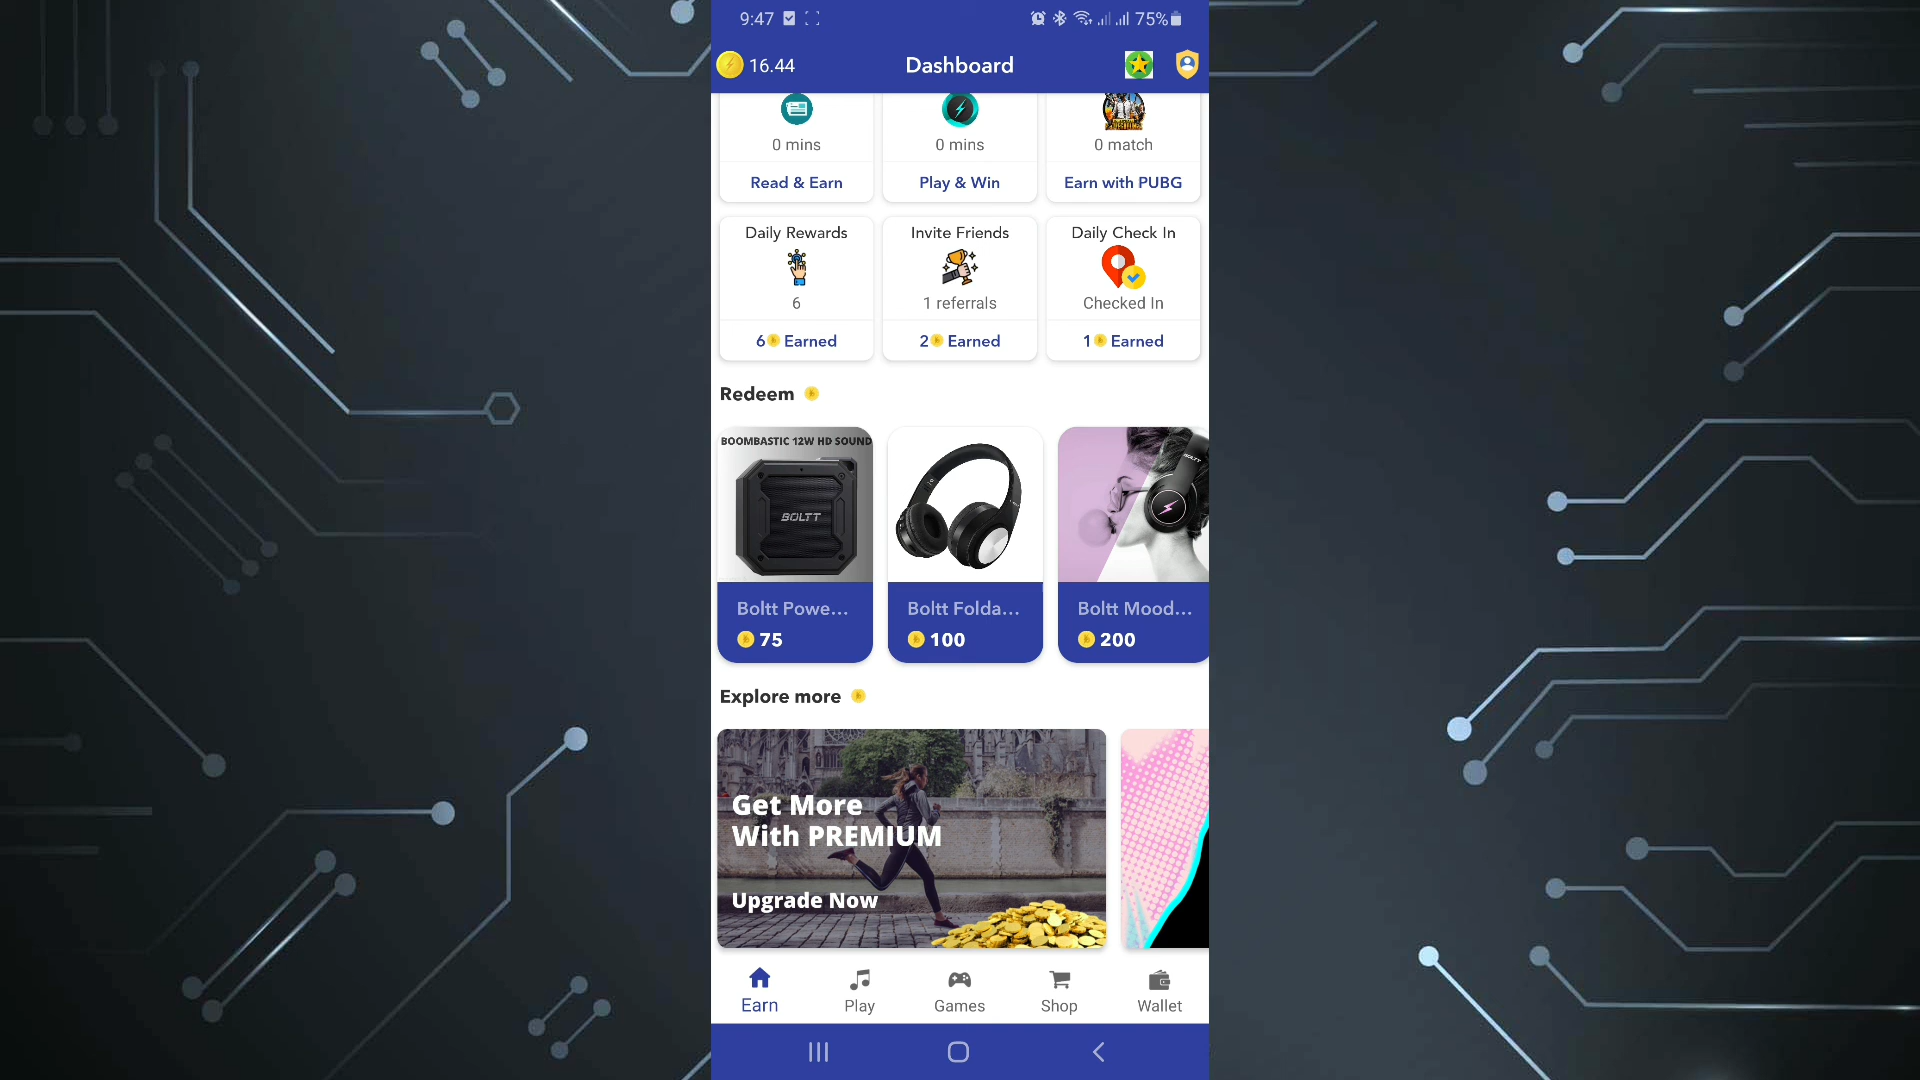 9:47
75%
16.44
Dashboard
0 mins
0 mins
0 match
Read & Earn
Play & Win
Earn with PUBG
Daily Rewards
Invite Friends
Daily Check In
6
1 referrals
Checked In
6 Earned
2 Earned
1 Earned
Redeem
BOOMBASTIC 12W HD SOUND
BOLTT
BOLTT
Boltt Powe...
Boltt Folda...
Boltt Mood...
75
100
200
Explore more
Get More
With PREMIUM
Upgrade Now
Earn
Play
Games
Shop
Wallet